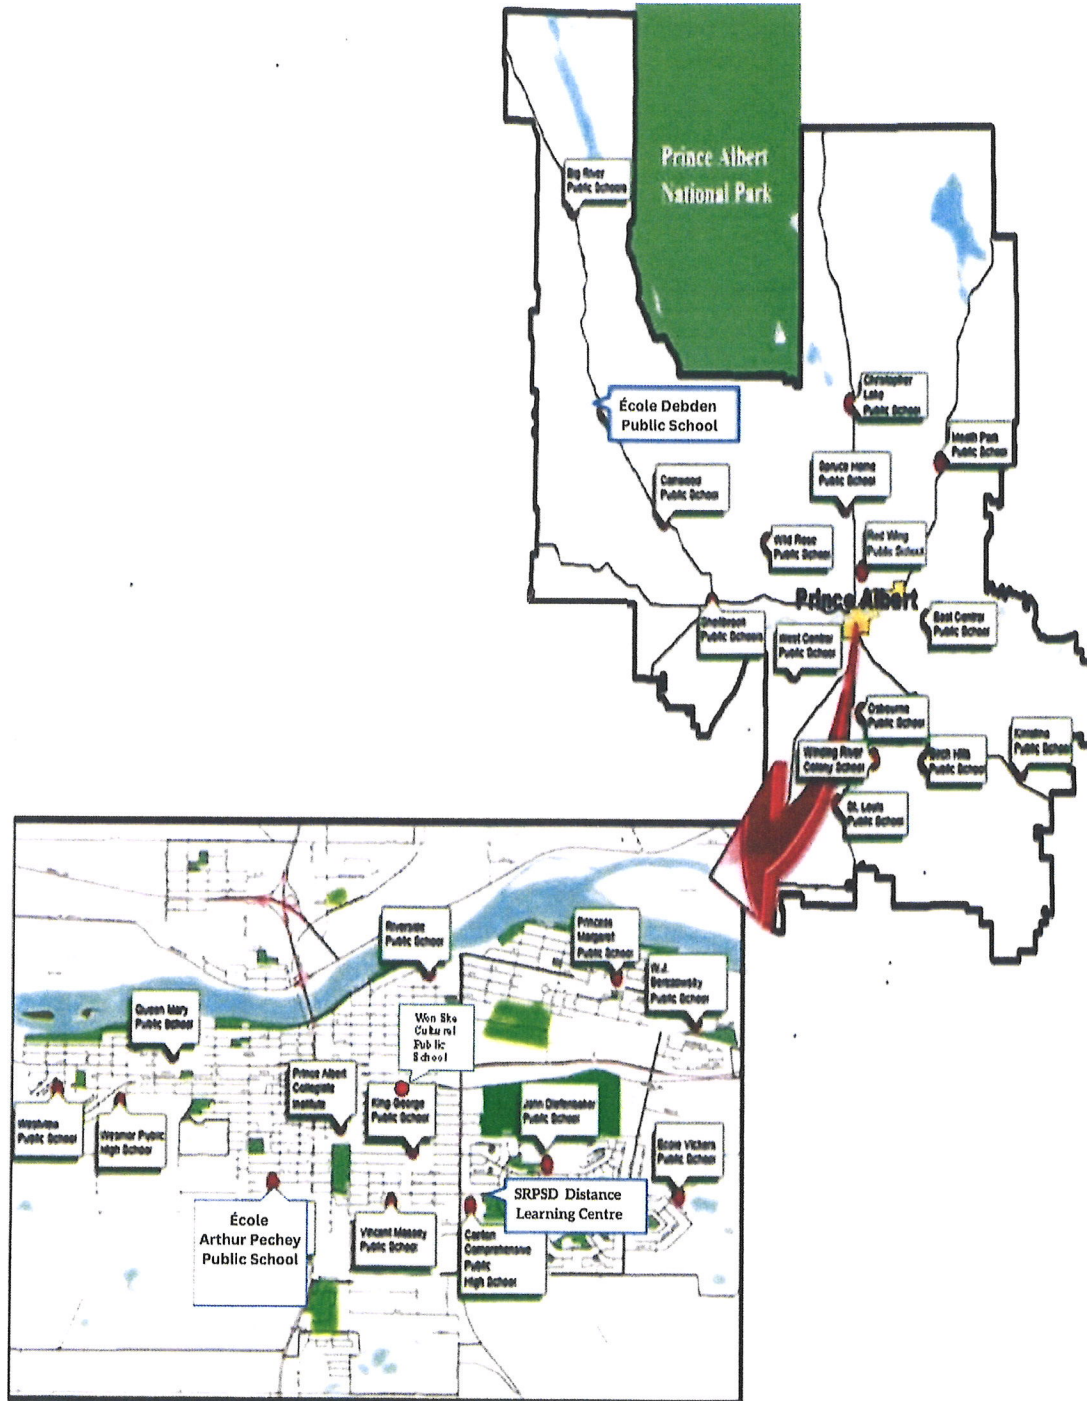 Prince Albert
National Park
Big River
Public Schools
École Debden
Public School
Christopher
Lake
Public School
Meath Park
Public School
Canwood
Public School
Spruce Home
Public School
Wild Rose
Public School
Red Wing
Public School
Prince Albert
Shellbrook
Public Schools
West Central
Public School
East Central
Public School
Osbourne
Public School
Winding River
Colony School
Birch Hills
Public School
Kinistino
Public School
St. Louis
Public School
Riverside
Public School
Princess
Margaret
Public School
W.J.
Berezowsky
Public School
Queen Mary
Public School
Won Ska
Cultural
Public
School
Prince Albert
Collegiate
Institute
King George
Public School
John Diefenbaker
Public School
École Vickers
Public School
Westview
Public School
Wesmor Public
High School
École
Arthur Pechey
Public School
Vincent Massey
Public School
SRPSD Distance
Learning Centre
Carlton
Comprehensive
Public
High School